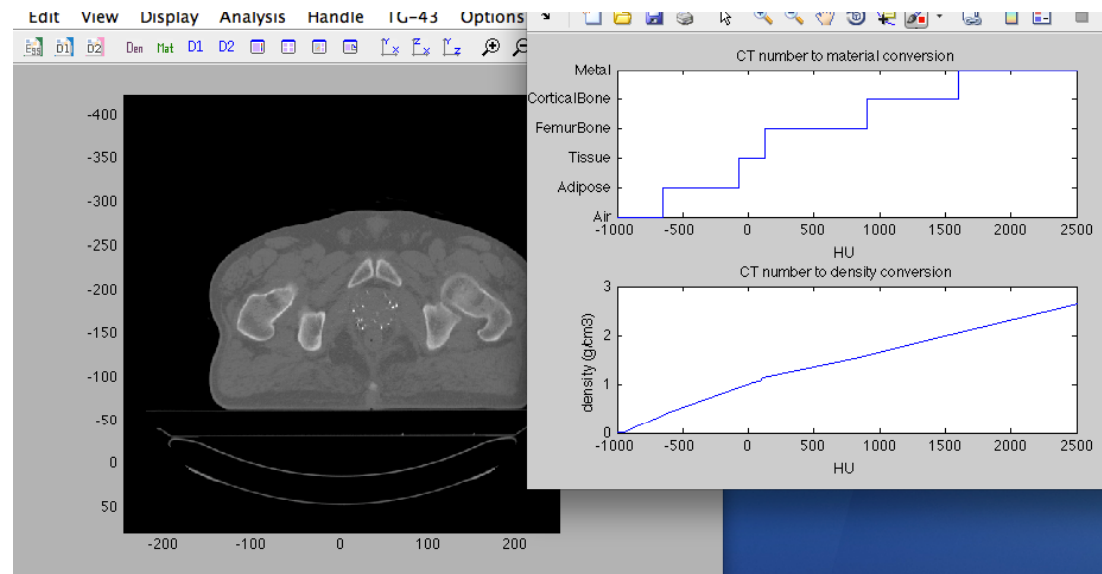 Edit View Display Analysis Handle TG-43 Options
Egs D1 D2 Den Mat D1 D2 Y X Z X Y Z
-400
-350
-300
-250
-200
-150
-100
-50
0
50
-200 -100 0 100 200
CT number to material conversion
Metal
CorticalBone
FemurBone
Tissue
Adipose
Air
-1000 -500 0 500 1000 1500 2000 2500
HU
CT number to density conversion
density (g/cm3)
3
2
1
0
-1000 -500 0 500 1000 1500 2000 2500
HU